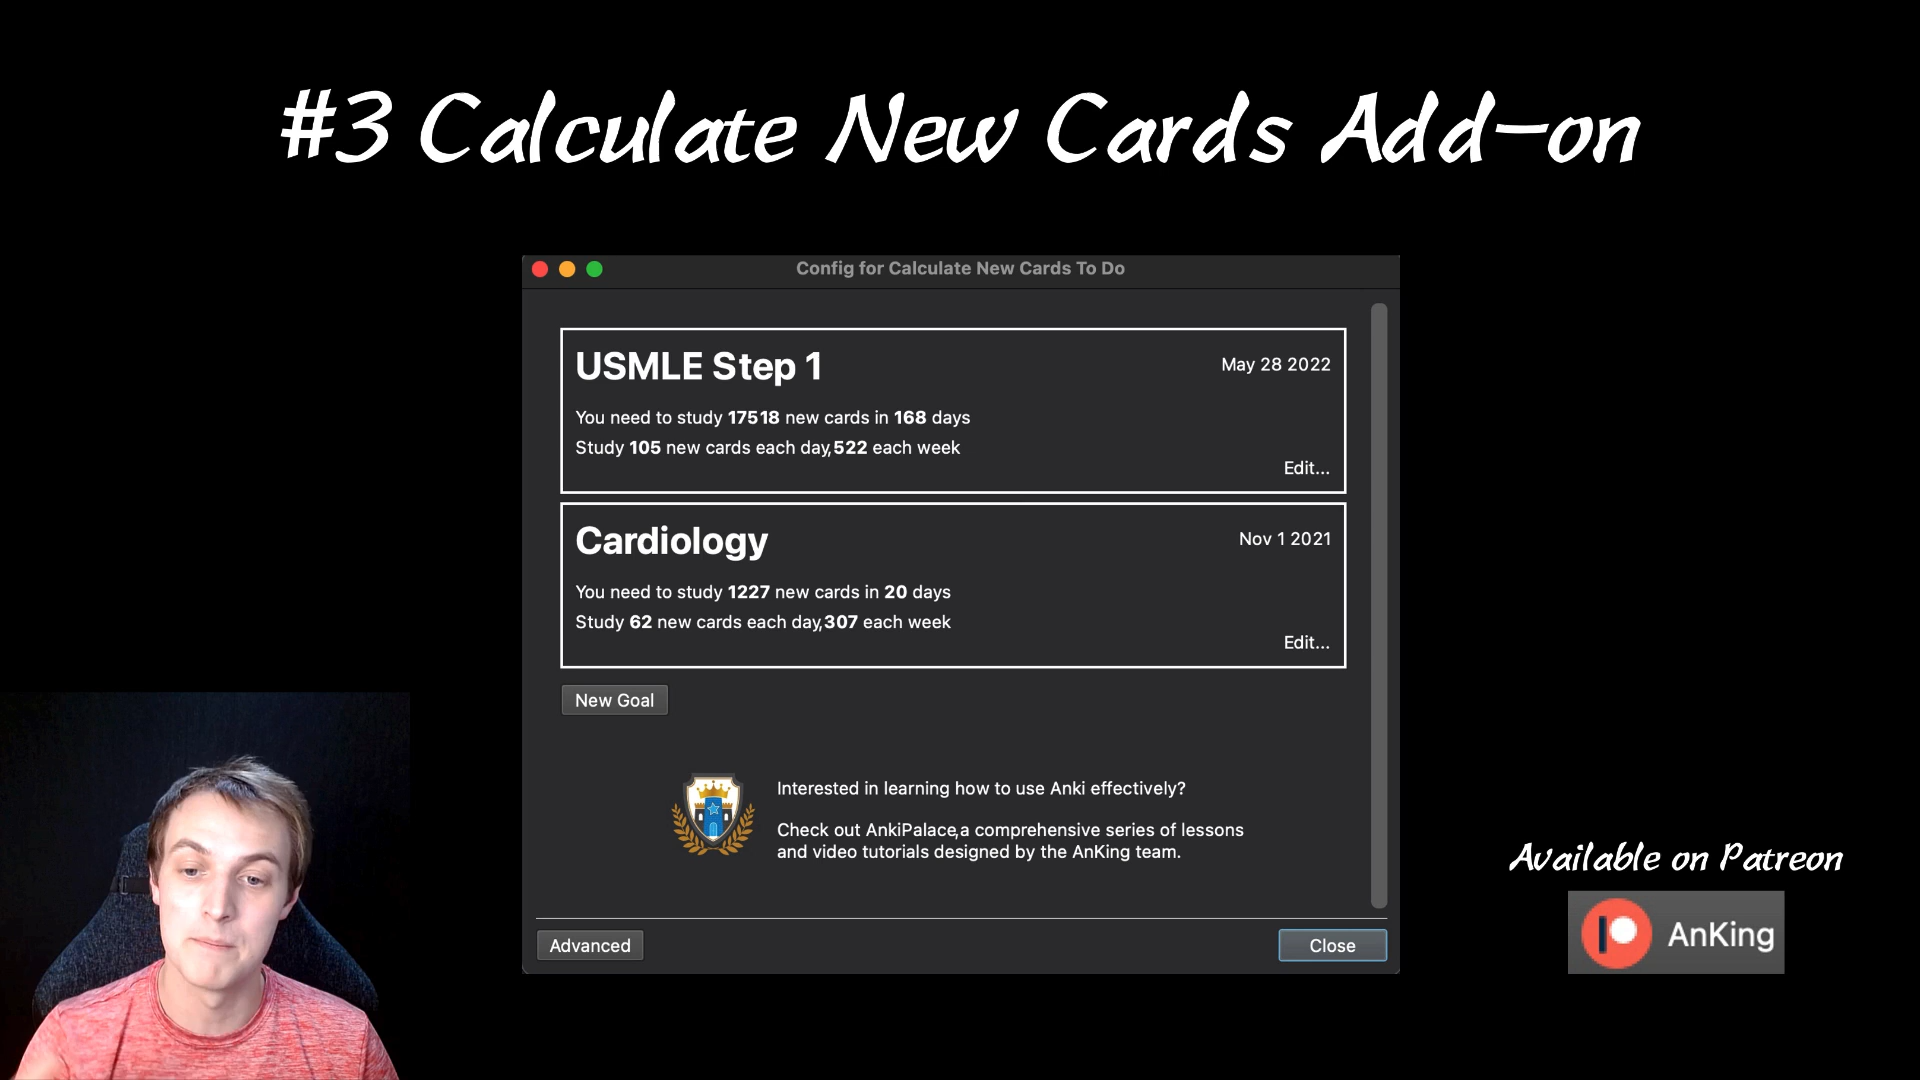 #3 Calculate New Cards Add-on
Config for Calculate New Cards To Do
USMLE Step 1
May 28 2022
You need to study 17518 new cards in 168 days
Study 105 new cards each day,522 each week
Edit...
Cardiology
Nov 1 2021
You need to study 1227 new cards in 20 days
Study 62 new cards each day,307 each week
Edit...
New Goal
Interested in learning how to use Anki effectively?
Check out AnkiPalace,a comprehensive series of lessons
and video tutorials designed by the AnKing team.
Available on Patreon
AnKing
Advanced
Close